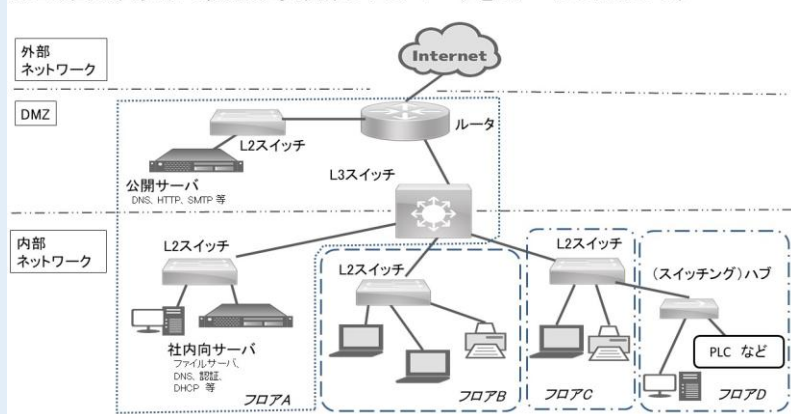 外部
ネットワーク
Internet
DMZ
ルータ
L2スイッチ
公開サーバ
DNS, HTTP, SMTP 等
L3スイッチ
内部
ネットワーク
L2スイッチ
社内向サーバ
ファイルサーバ,
DNS, 認証,
DHCP 等
フロアA
L2スイッチ
フロアB
L2スイッチ
フロアC
(スイッチング)ハブ
PLC など
フロアD